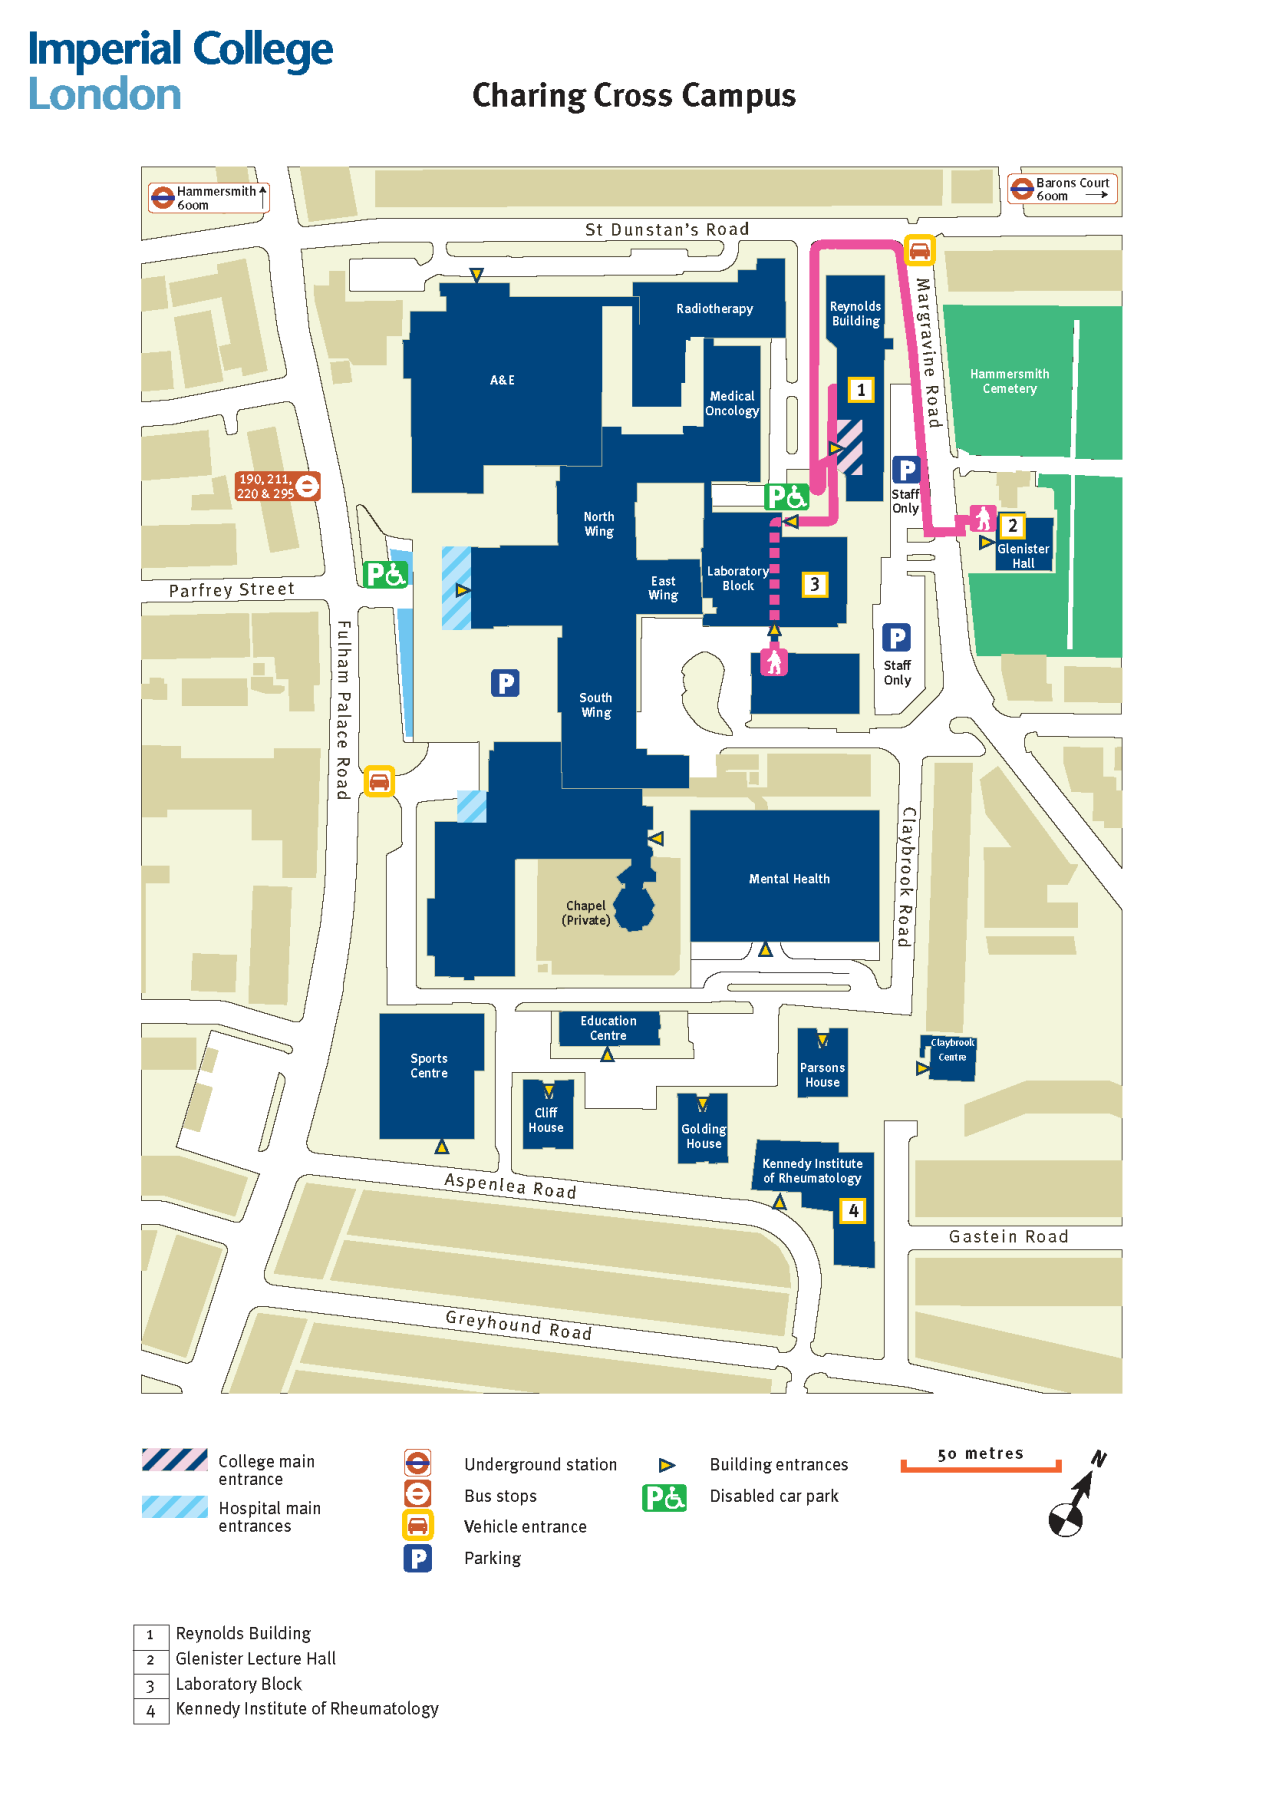 Imperial College
London
Charing Cross Campus
Hammersmith
600m
Barons Court
600m
St Dunstan's Road
Radiotherapy
Reynolds
Building
Margravine Road
A&E
Medical
Oncology
1
Hammersmith
Cemetery
190, 211,
220 & 295
P
Staff
Only
P
North
Wing
2
Glenister
Hall
P
Parfrey Street
East
Wing
Laboratory
Block
3
Fulham Palace Road
P
Staff
Only
P
South
Wing
Claybrook Road
Mental Health
Chapel
(Private)
Education
Centre
Sports
Centre
Parsons
House
Claybrook
Centre
Cliff
House
Golding
House
Kennedy Institute
of Rheumatology
4
Aspenlea Road
Gastein Road
Greyhound Road
College main
entrance
Hospital main
entrances
Underground station
Bus stops
Vehicle entrance
P
Parking
Building entrances
P
Disabled car park
50 metres
N
1 Reynolds Building
2 Glenister Lecture Hall
3 Laboratory Block
4 Kennedy Institute of Rheumatology